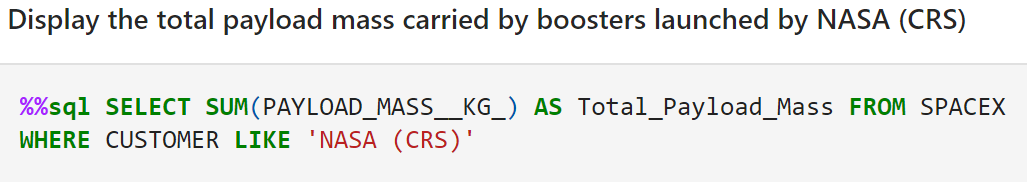 Display the total payload mass carried by boosters launched by NASA (CRS)
%%sql SELECT SUM(PAYLOAD_MASS__KG_) AS Total_Payload_Mass FROM SPACEX
WHERE CUSTOMER LIKE 'NASA (CRS)'